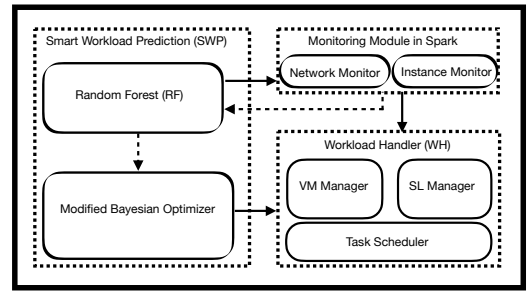 Smart Workload Prediction (SWP)
Random Forest (RF)
Modified Bayesian Optimizer
Monitoring Module in Spark
Network Monitor
Instance Monitor
Workload Handler (WH)
VM Manager
SL Manager
Task Scheduler